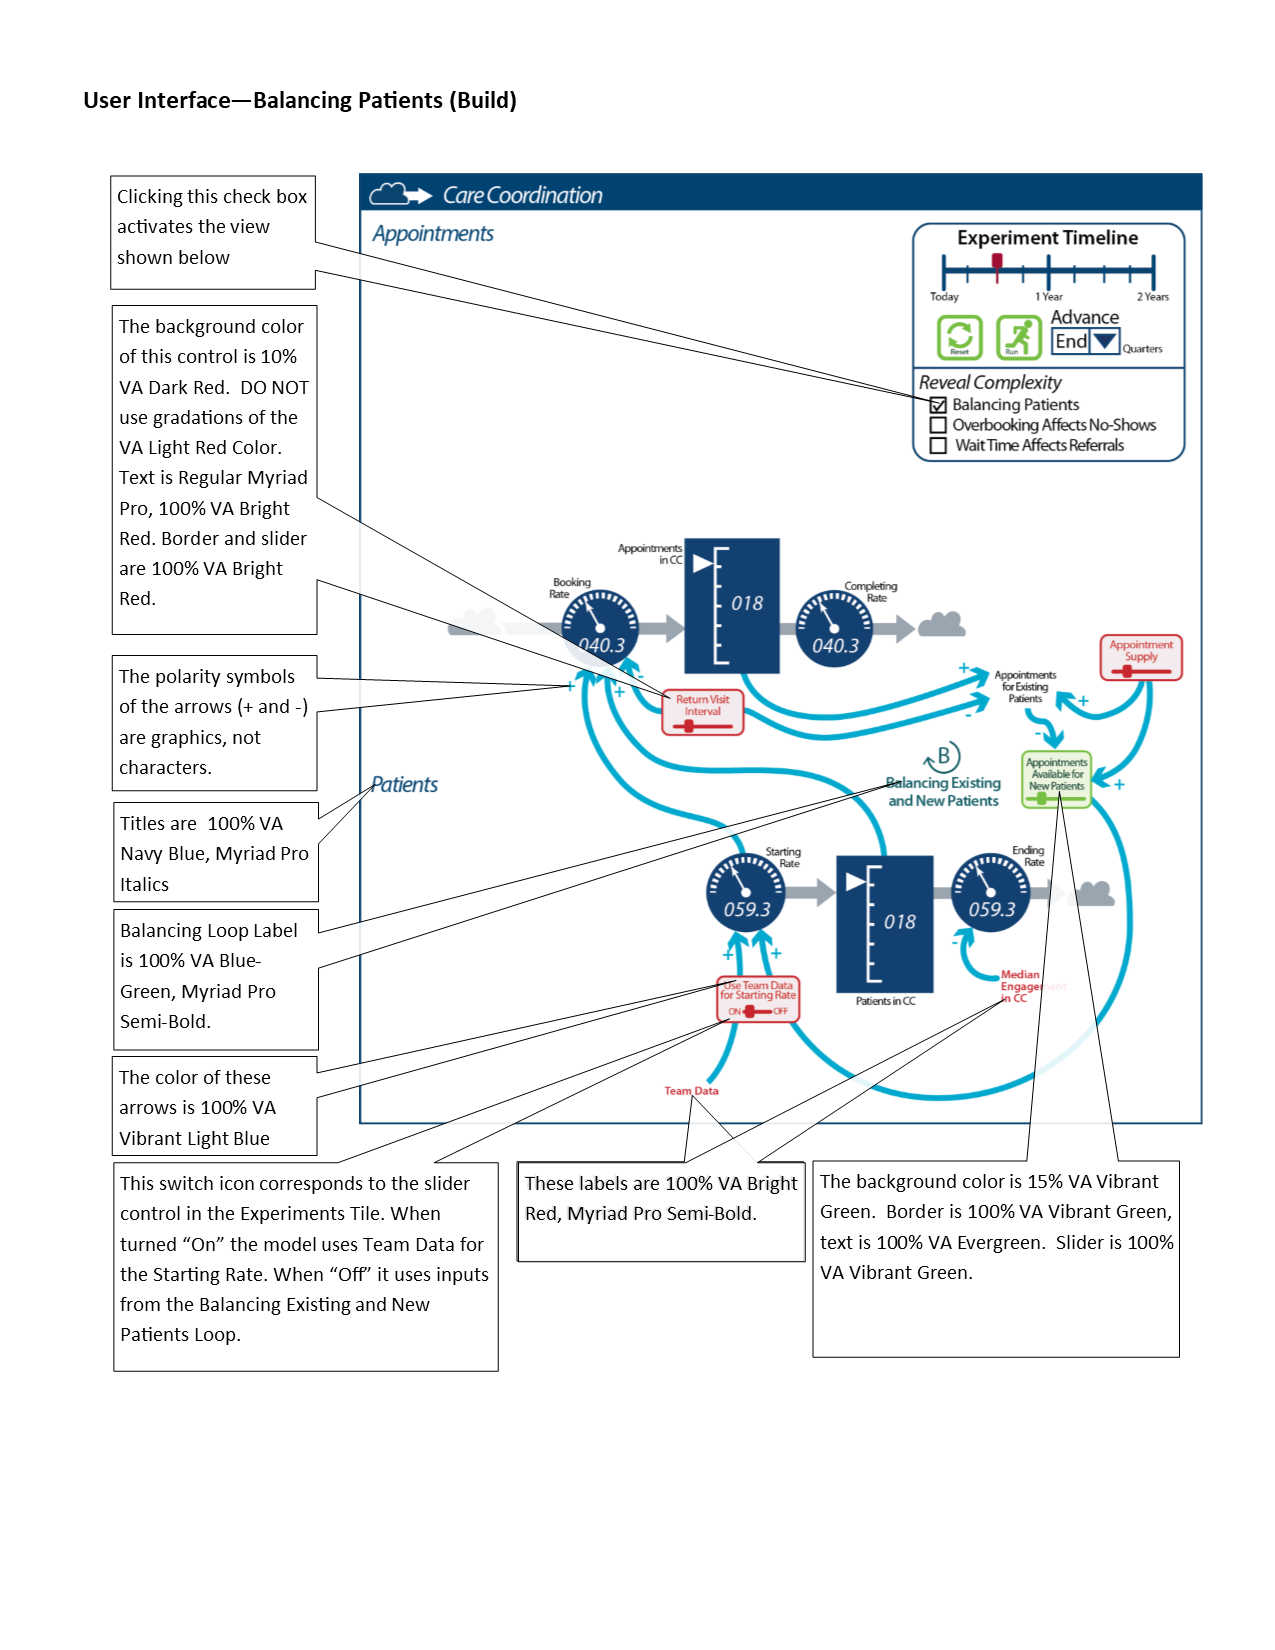 User Interface—Balancing Patients (Build)
Clicking this check box
activates the view
shown below
The background color
of this control is 10%
VA Dark Red.  DO NOT
use gradations of the
VA Light Red Color.
Text is Regular Myriad
Pro, 100% VA Bright
Red. Border and slider
are 100% VA Bright
Red.
The polarity symbols
of the arrows (+ and -)
are graphics, not
characters.
Titles are  100% VA
Navy Blue, Myriad Pro
Italics
Balancing Loop Label
is 100% VA Blue-
Green, Myriad Pro
Semi-Bold.
The color of these
arrows is 100% VA
Vibrant Light Blue
This switch icon corresponds to the slider
control in the Experiments Tile. When
turned “On” the model uses Team Data for
the Starting Rate. When “Off” it uses inputs
from the Balancing Existing and New
Patients Loop.
These labels are 100% VA Bright
Red, Myriad Pro Semi-Bold.
The background color is 15% VA Vibrant
Green.  Border is 100% VA Vibrant Green,
text is 100% VA Evergreen.  Slider is 100%
VA Vibrant Green.
Care Coordination
Appointments
Experiment Timeline
Today 1 Year 2 Years
Reset
Run
Advance
End
Quarters
Reveal Complexity
Balancing Patients
Overbooking Affects No-Shows
Wait Time Affects Referrals
Appointments
in CC
018
Booking
Rate
040.3
Completing
Rate
040.3
Appointment
Supply
Appointments
for Existing
Patients
Return Visit
Interval
+
+
-
+
-
+
-
+
B
Balancing Existing
and New Patients
Appointments
Available for
New Patients
Patients
Starting
Rate
059.3
018
Patients in CC
Ending
Rate
059.3
+
+
-
Median
Engagement
in CC
Use Team Data
for Starting Rate
ON OFF
Team Data